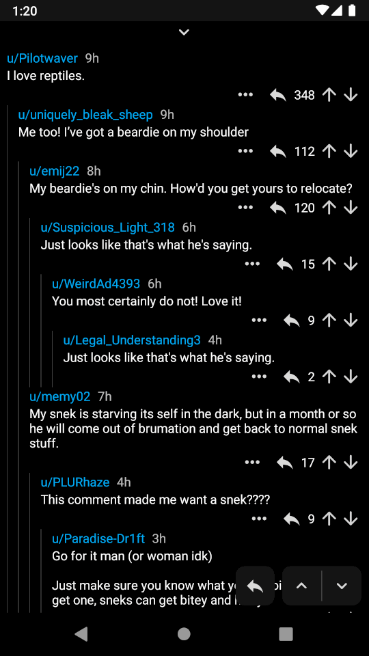 1:20
u/Pilotwaver 9h
I love reptiles.
348
u/uniquely_bleak_sheep 9h
Me too! I've got a beardie on my shoulder
112
u/emij22 8h
My beardie's on my chin. How'd you get yours to relocate?
120
u/Suspicious_Light_318 6h
Just looks like that's what he's saying.
15
u/WeirdAd4393 6h
You most certainly do not! Love it!
9
u/Legal_Understanding3 4h
Just looks like that's what he's saying.
2
u/memy02 7h
My snek is starving its self in the dark, but in a month or so
he will come out of brumation and get back to normal snek
stuff.
17
u/PLURhaze 4h
This comment made me want a snek????
9
u/Paradise-Dr1ft 3h
Go for it man (or woman idk)
Just make sure you know what
get one, sneks can get bitey and